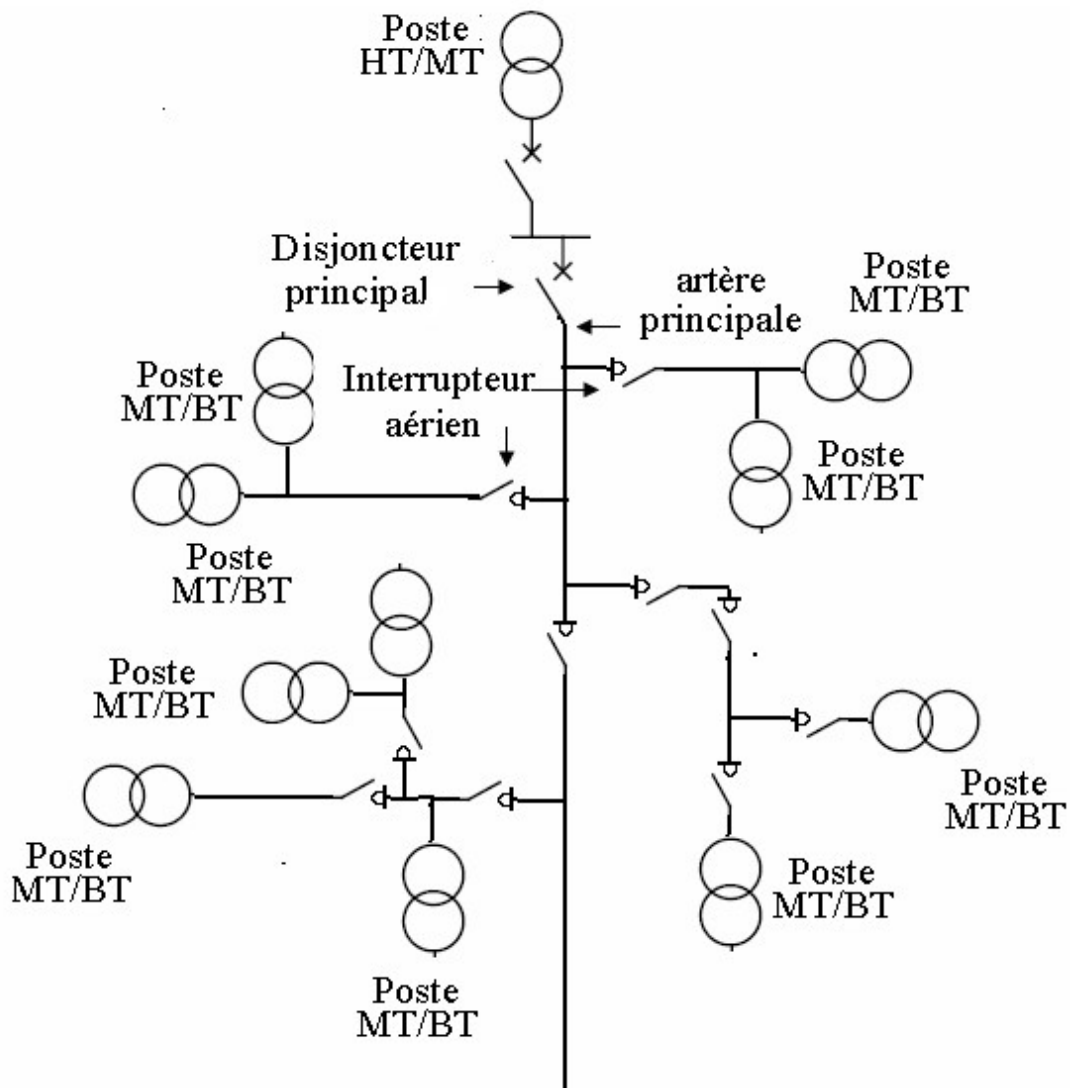 Poste
HT/MT
Disjoncteur
principal
artère
principale
Poste
MT/BT
Poste
MT/BT
Interrupteur
aérien
Poste
MT/BT
Poste
MT/BT
Poste
MT/BT
Poste
MT/BT
Poste
MT/BT
Poste
MT/BT
Poste
MT/BT